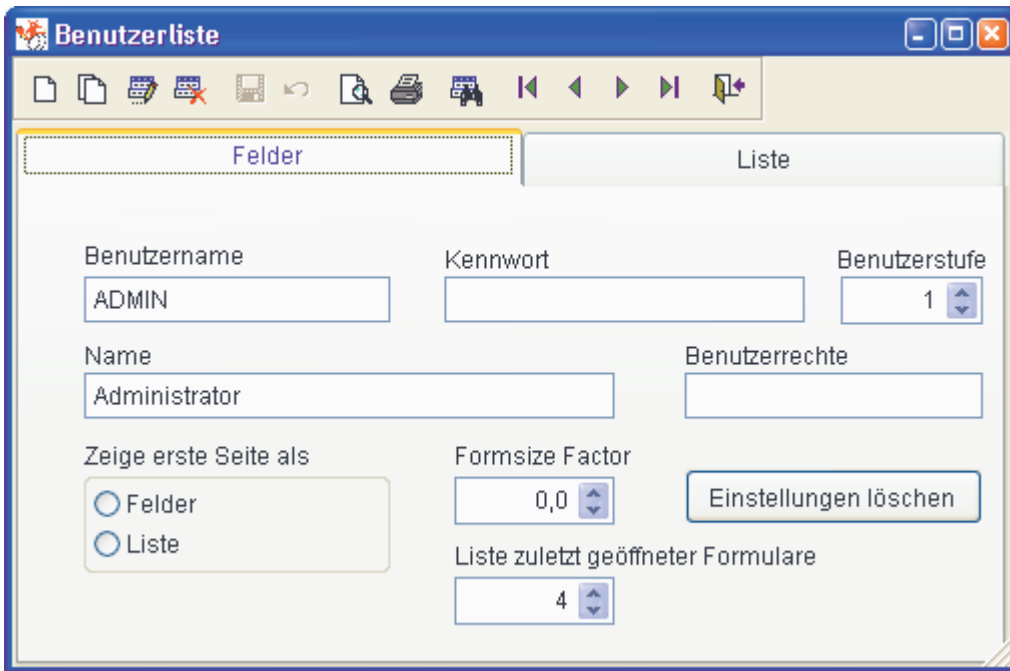 Benutzerliste
Felder
Liste
Benutzername
Kennwort
Benutzerstufe
ADMIN
1
Name
Benutzerrechte
Administrator
Zeige erste Seite als
Formsize Factor
Felder
0,0
Einstellungen löschen
Liste
Liste zuletzt geöffneter Formulare
4